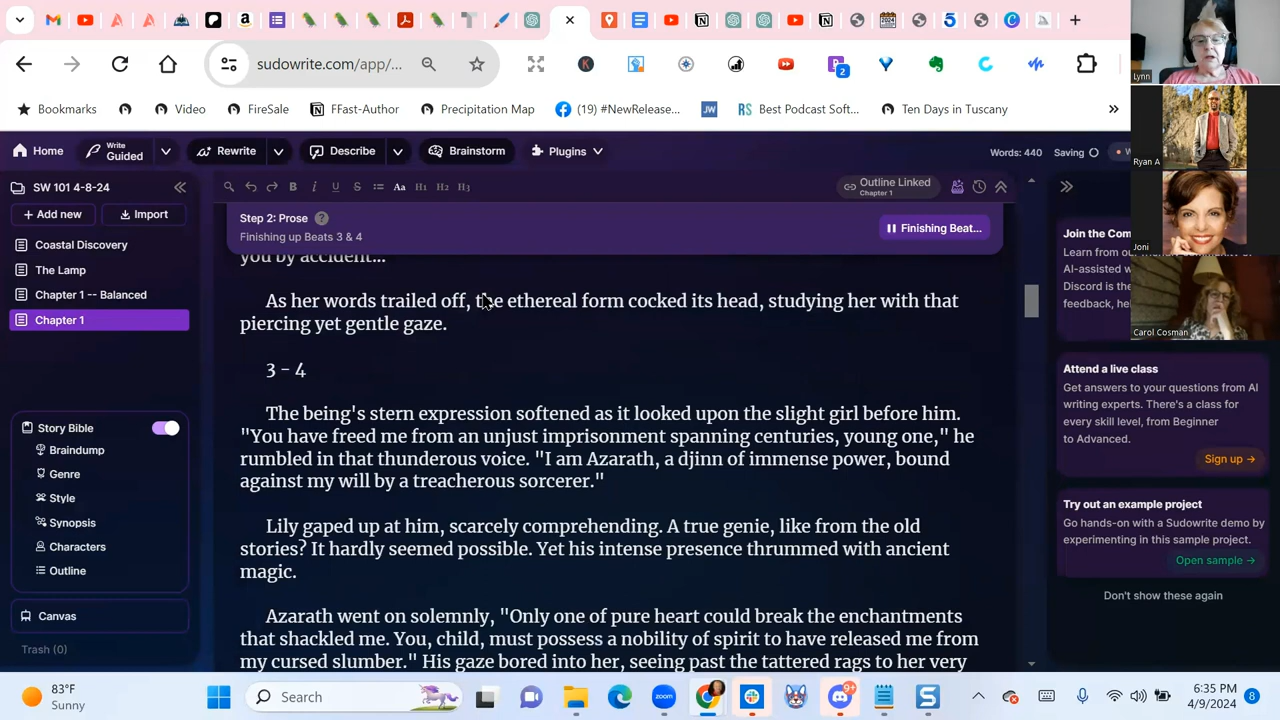 sudowrite.com/app/...
2
Bookmarks
Video
FireSale
FFast-Author
Precipitation Map
(19) #NewRelease...
JW
RS Best Podcast Soft...
Ten Days in Tuscany
»
Home
Write Guided
Rewrite
Describe
Brainstorm
Plugins
Words: 440
Saving
SW 101 4-8-24
+ Add new
Import
Coastal Discovery
The Lamp
Chapter 1 -- Balanced
Chapter 1
Story Bible
Braindump
Genre
Style
Synopsis
Characters
Outline
Canvas
Trash (0)
B i U S Aa H1 H2 H3
Outline Linked
Chapter 1
Step 2: Prose ?
Finishing up Beats 3 & 4
Finishing Beat...
you by accident...
As her words trailed off, the ethereal form cocked its head, studying her with that
piercing yet gentle gaze.
3 - 4
The being's stern expression softened as it looked upon the slight girl before him.
"You have freed me from an unjust imprisonment spanning centuries, young one," he
rumbled in that thunderous voice. "I am Azarath, a djinn of immense power, bound
against my will by a treacherous sorcerer."
Lily gaped up at him, scarcely comprehending. A true genie, like from the old
stories? It hardly seemed possible. Yet his intense presence thrummed with ancient
magic.
Azarath went on solemnly, "Only one of pure heart could break the enchantments
that shackled me. You, child, must possess a nobility of spirit to have released me from
my cursed slumber." His gaze bored into her, seeing past the tattered rags to her very
Join the Com
Learn from ou
AI-assisted w
Discord is the
feedback, he
Attend a live class
Get answers to your questions from AI
writing experts. There's a class for
every skill level, from Beginner
to Advanced.
Sign up →
Try out an example project
Go hands-on with a Sudowrite demo by
experimenting in this sample project.
Open sample →
Don't show these again
Lynn
Ryan A
Joni
Carol Cosman
83°F
Sunny
Search
zoom
9+
6:35 PM
4/9/2024
8